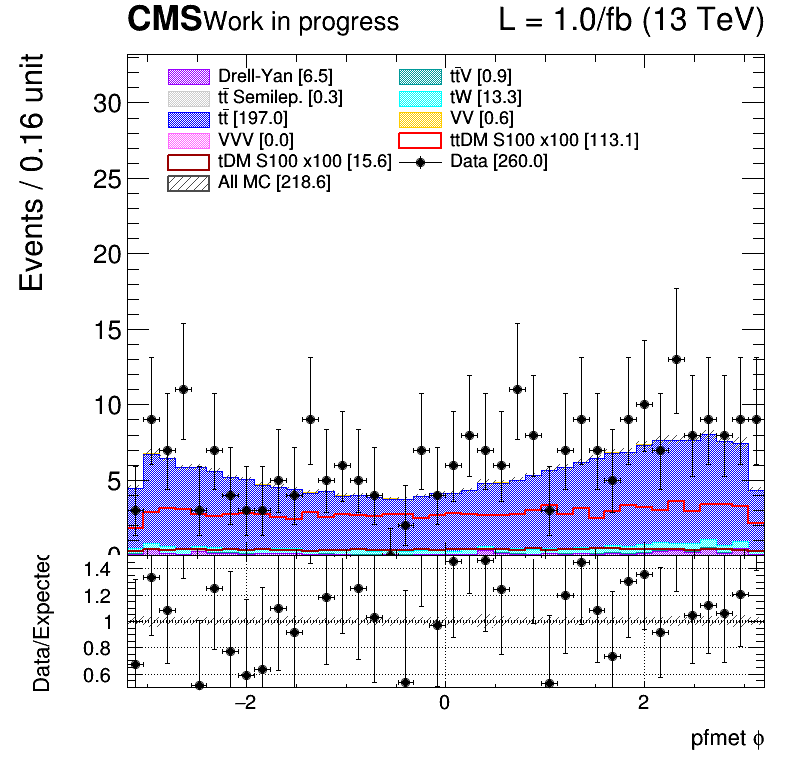 CMS Work in progress L = 1.0/fb (13 TeV)
Events / 0.16 unit
30
25
20
15
10
5
0
Drell-Yan [6.5] tt̄V [0.9]
tt̄ Semilep. [0.3] tW [13.3]
tt̄ [197.0] VV [0.6]
VVV [0.0] ttDM S100 x100 [113.1]
tDM S100 x100 [15.6] Data [260.0]
All MC [218.6]
Data/Expected
1.4
1.2
1
0.8
0.6
−2 0 2
pfmet ϕ